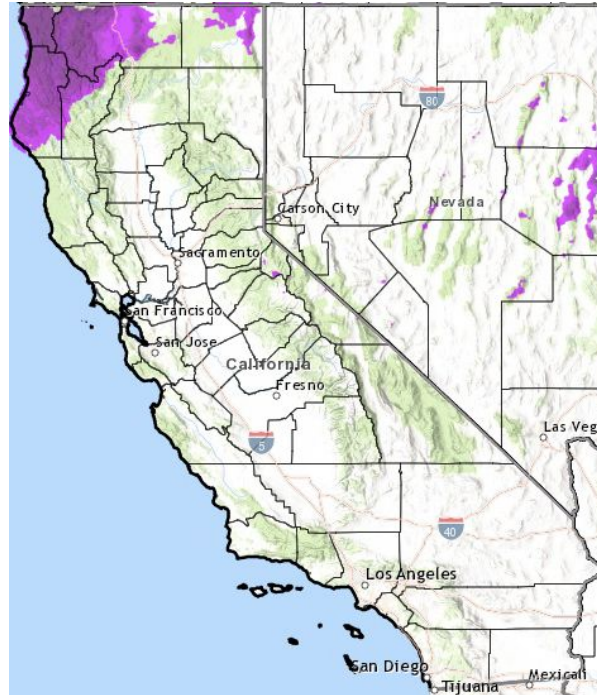 80
Carson City
Nevada
Sacramento
San Francisco
San Jose
California
Fresno
Las Veg
5
40
Los Angeles
San Diego
Tijuana
Mexicali